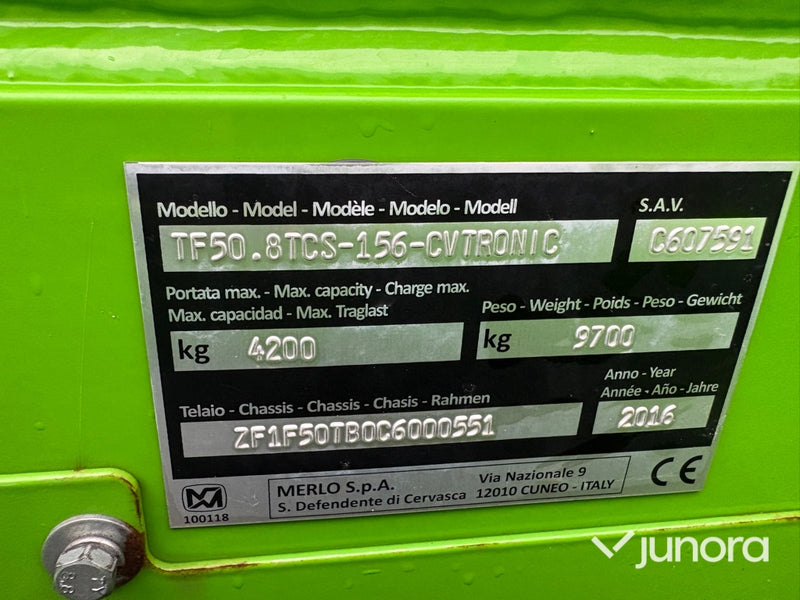 Modello - Model - Modèle - Modelo - Modell
S.A.V.
TF50.8TCS-156-CVTRONIC
C607591
Portata max. - Max. capacity - Charge max.
Max. capacidad - Max. Traglast
Peso - Weight - Poids - Peso - Gewicht
kg 4200
kg 9700
Anno - Year
Année - Año - Jahre
Telaio - Chassis - Chassis - Chasis - Rahmen
ZF1F50TB0C6000551
2016
MERLO S.p.A.
S. Defendente di Cervasca
Via Nazionale 9
12010 CUNEO - ITALY
CE
100118
8.8
junora